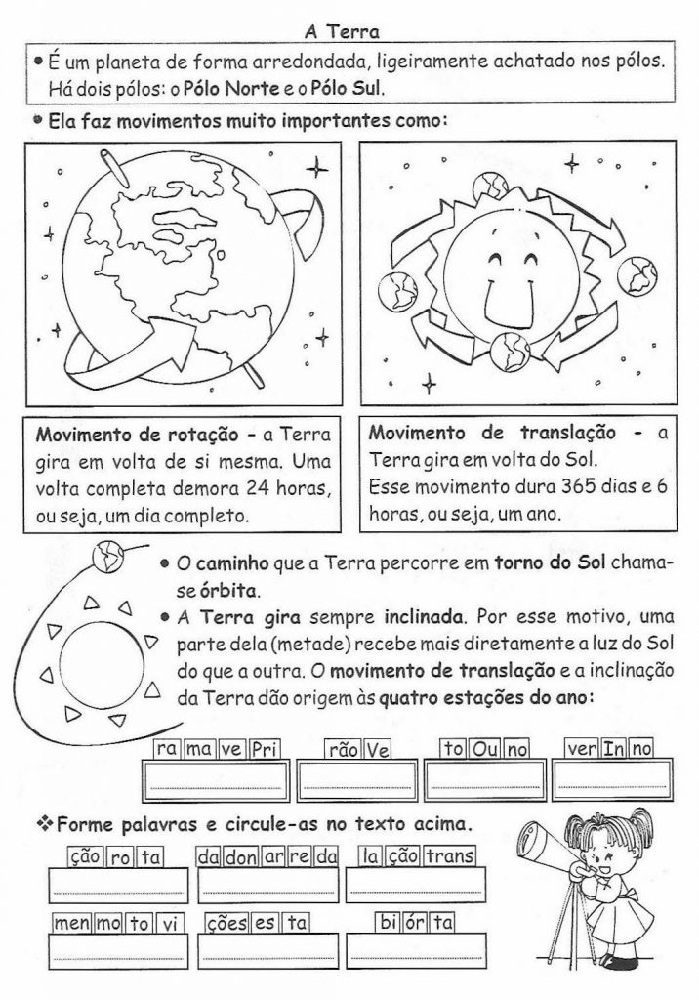 A Terra
• É um planeta de forma arredondada, ligeiramente achatado nos pólos.
Há dois pólos: o Pólo Norte e o Pólo Sul.
• Ela faz movimentos muito importantes como:
Movimento de rotação - a Terra
gira em volta de si mesma. Uma
volta completa demora 24 horas,
ou seja, um dia completo.
Movimento de translação - a
Terra gira em volta do Sol.
Esse movimento dura 365 dias e 6
horas, ou seja, um ano.
• O caminho que a Terra percorre em torno do Sol chama-
se órbita.
• A Terra gira sempre inclinada. Por esse motivo, uma
parte dela (metade) recebe mais diretamente a luz do Sol
do que a outra. O movimento de translação e a inclinação
da Terra dão origem às quatro estações do ano:
ra ma ve Pri
rão Ve
to Ou no
ver In no
❖ Forme palavras e circule-as no texto acima.
ção ro ta
da don ar re da
la ção trans
men mo to vi
ções es ta
bi ór ta